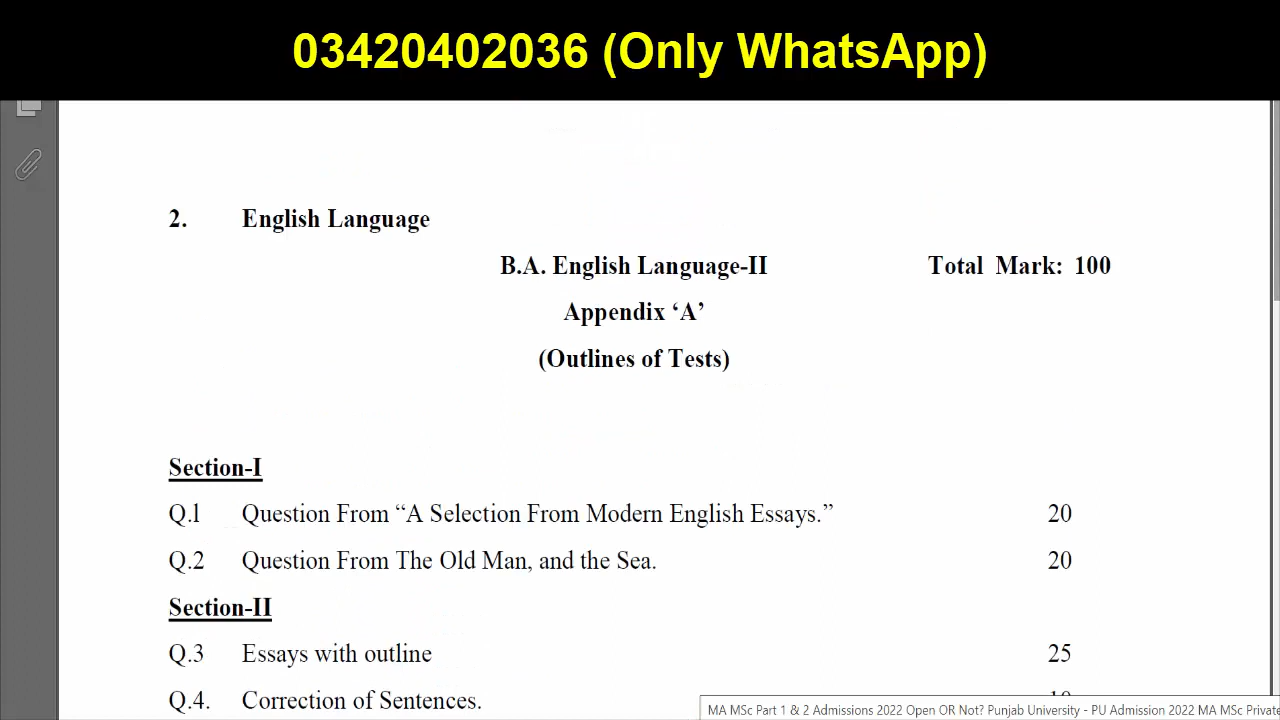 03420402036 (Only WhatsApp)
2. English Language
B.A. English Language-II Total Mark: 100
Appendix ‘A’
(Outlines of Tests)
Section-I
Q.l Question From “A Selection From Modern English Essays.” 20
Q.2 Question From The Old Man, and the Sea. 20
Section-II
Q.3 Essays with outline 25
Q.4. Correction of Sentences.
MA MSc Part 1 & 2 Admissions 2022 Open OR Not? Punjab University - PU Admission 2022 MA MSc Private